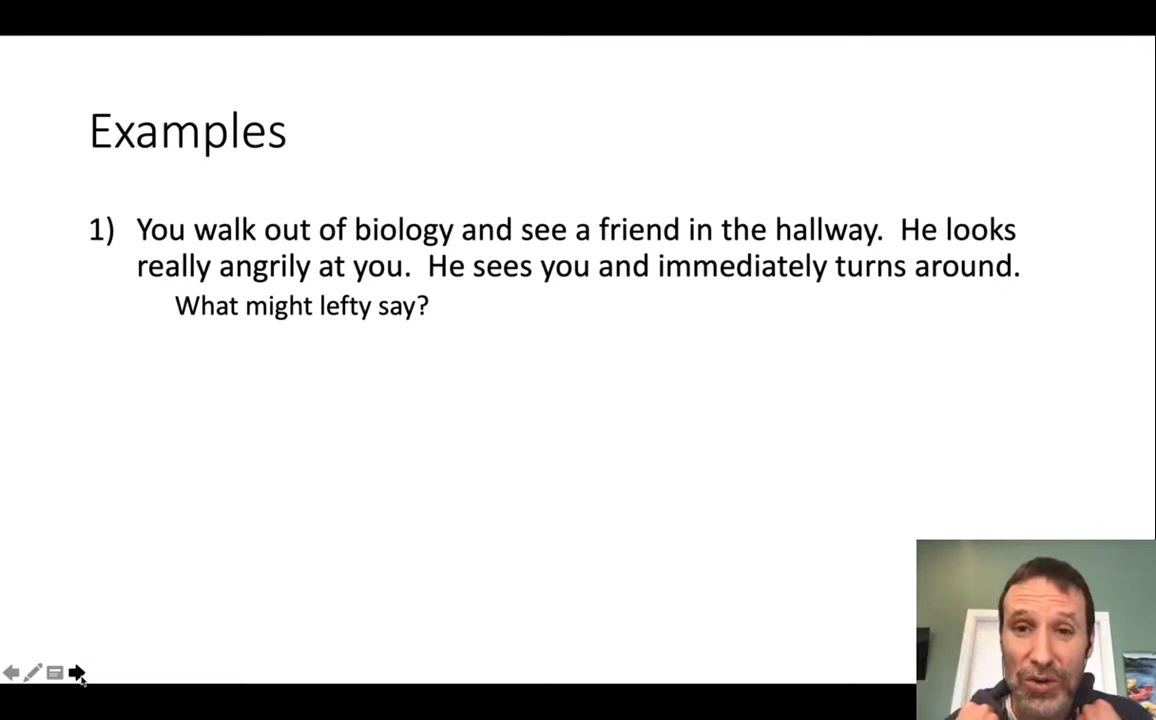 Examples
1) You walk out of biology and see a friend in the hallway.  He looks
really angrily at you.  He sees you and immediately turns around.
What might lefty say?